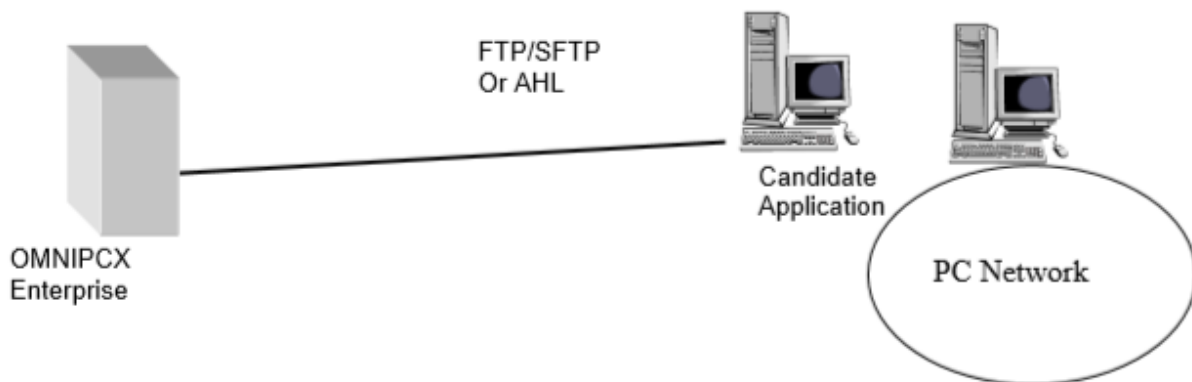 FTP/SFTP
Or AHL
Candidate
Application
OMNIPCX
Enterprise
PC Network